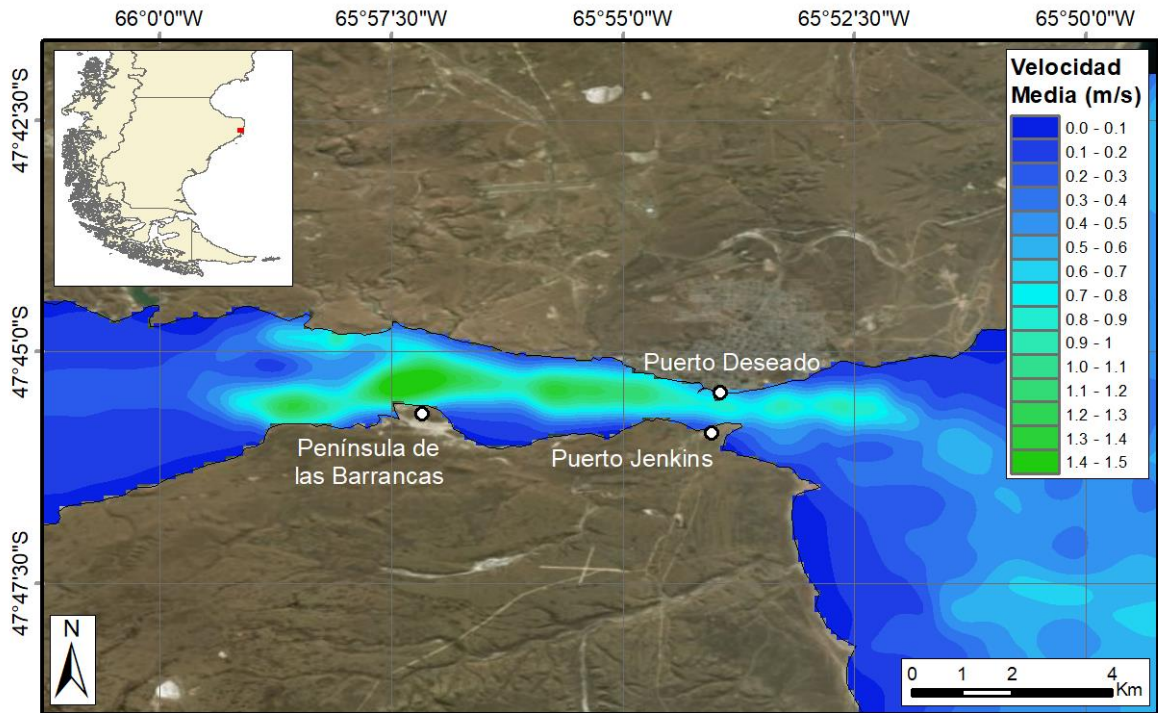 66°00'W 65°57'30"W 65°55'00"W 65°52'30"W 65°50'00"W
47°42'30"S
47°45'0"S
47°47'30"S
Velocidad
Media (m/s)
0.0 - 0.1
0.1 - 0.2
0.2 - 0.3
0.3 - 0.4
0.4 - 0.5
0.5 - 0.6
0.6 - 0.7
0.7 - 0.8
0.8 - 0.9
0.9 - 1
1.0 - 1.1
1.1 - 1.2
1.2 - 1.3
1.3 - 1.4
1.4 - 1.5
Puerto Deseado
Península de
las Barrancas
Puerto Jenkins
N
0 1 2 4
Km